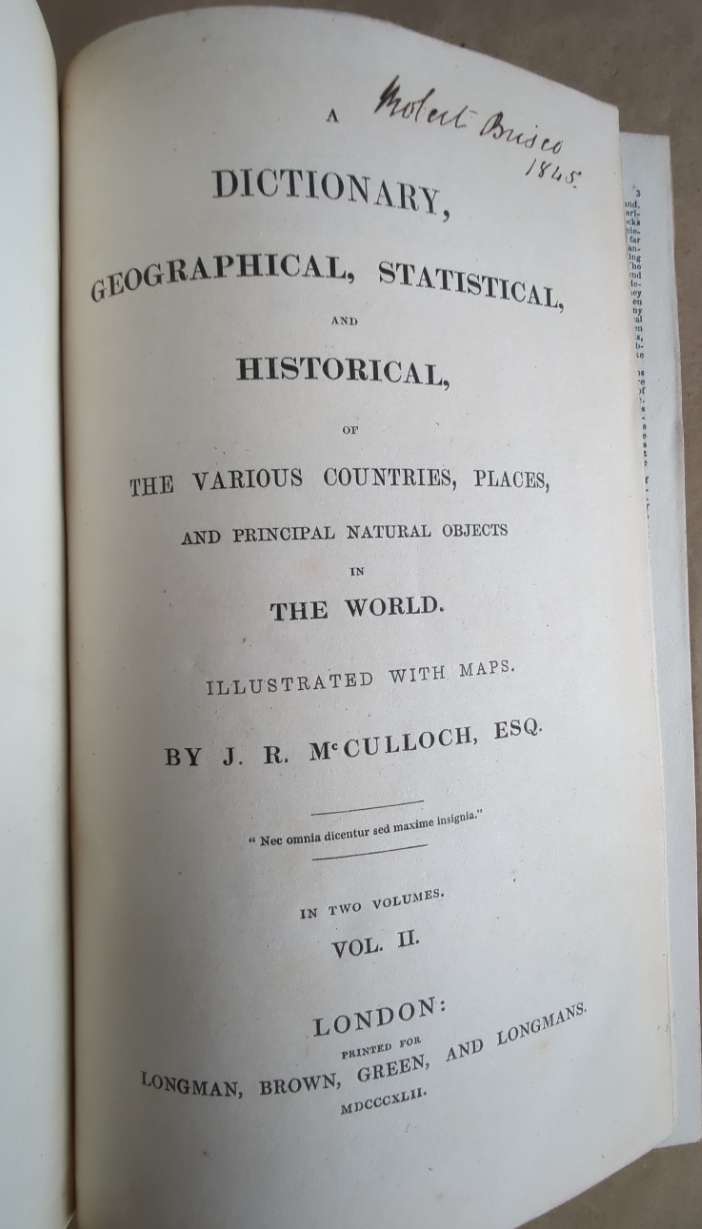 Robert Brisco
1845.
A
DICTIONARY,
GEOGRAPHICAL, STATISTICAL,
AND
HISTORICAL,
OF
THE VARIOUS COUNTRIES, PLACES,
AND PRINCIPAL NATURAL OBJECTS
IN
THE WORLD.
ILLUSTRATED WITH MAPS.
BY J. R. McCULLOCH, ESQ.
"Nec omnia dicentur sed maxime insignia."
IN TWO VOLUMES.
VOL. II.
LONDON:
PRINTED FOR
LONGMAN, BROWN, GREEN, AND LONGMANS.
MDCCCXLII.